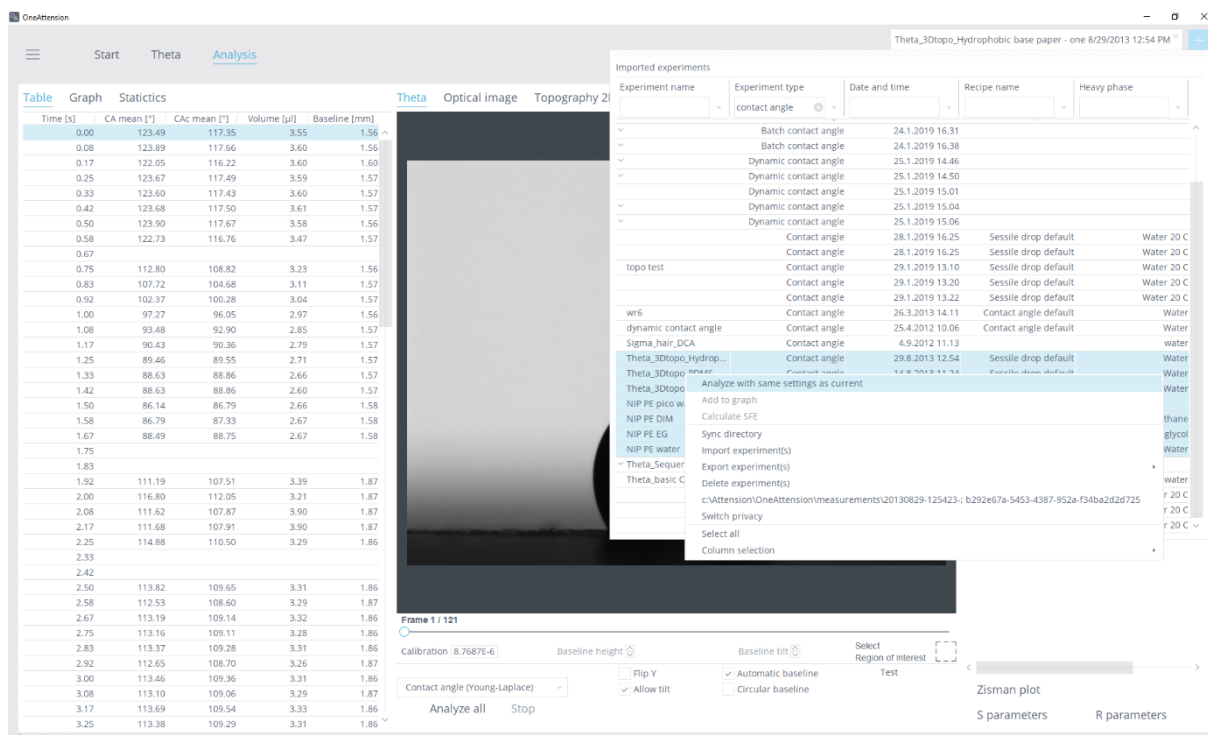 OneAttension
Theta_3Dtopo_Hydrophobic base paper - one 8/29/2013 12:54 PM
Start Theta Analysis
Imported experiments
Experiment name Experiment type Date and time Recipe name Heavy phase
contact angle
Table Graph Statictics
Theta Optical image Topography 2
Time [s] CA mean [°] CAc mean [°] Volume [µl] Baseline [mm]
0.00 123.49 117.35 3.55 1.56
0.08 123.89 117.66 3.60 1.56
0.17 122.05 116.22 3.60 1.60
0.25 123.67 117.49 3.59 1.57
0.33 123.60 117.43 3.60 1.57
0.42 123.68 117.50 3.61 1.57
0.50 123.90 117.67 3.58 1.56
0.58 122.73 116.76 3.47 1.57
0.67
0.75 112.80 108.82 3.23 1.56
0.83 107.72 104.68 3.11 1.57
0.92 102.37 100.28 3.04 1.57
1.00 97.27 96.05 2.97 1.56
1.08 93.48 92.90 2.85 1.57
1.17 90.43 90.36 2.79 1.57
1.25 89.46 89.55 2.71 1.57
1.33 88.63 88.86 2.66 1.57
1.42 88.63 88.86 2.60 1.57
1.50 86.14 86.79 2.66 1.58
1.58 86.79 87.33 2.67 1.58
1.67 88.49 88.75 2.67 1.58
1.75
1.83
1.92 111.19 107.51 3.39 1.87
2.00 116.80 112.05 3.21 1.87
2.08 111.62 107.87 3.90 1.87
2.17 111.68 107.91 3.90 1.87
2.25 114.88 110.50 3.29 1.86
2.33
2.42
2.50 113.82 109.65 3.31 1.86
2.58 112.53 108.60 3.29 1.87
2.67 113.19 109.14 3.32 1.86
2.75 113.16 109.11 3.28 1.86
2.83 113.37 109.28 3.31 1.86
2.92 112.65 108.70 3.26 1.87
3.00 113.46 109.36 3.31 1.86
3.08 113.10 109.06 3.29 1.87
3.17 113.69 109.54 3.33 1.86
3.25 113.38 109.29 3.31 1.86
Batch contact angle 24.1.2019 16.31
Batch contact angle 24.1.2019 16.38
Dynamic contact angle 25.1.2019 14.46
Dynamic contact angle 25.1.2019 14.50
Dynamic contact angle 25.1.2019 15.01
Dynamic contact angle 25.1.2019 15.04
Dynamic contact angle 25.1.2019 15.06
Contact angle 28.1.2019 16.25 Sessile drop default Water 20 C
Contact angle 28.1.2019 16.25 Sessile drop default Water 20 C
topo test Contact angle 29.1.2019 13.10 Sessile drop default Water 20 C
Contact angle 29.1.2019 13.20 Sessile drop default Water 20 C
Contact angle 29.1.2019 13.22 Sessile drop default Water 20 C
wr6 Contact angle 26.3.2013 14.11 Contact angle default Water
dynamic contact angle Contact angle 25.4.2012 10.06 Contact angle default Water
Sigma_hair_DCA Contact angle 4.9.2012 11.13 water
Theta_3Dtopo_Hydrop... Contact angle 29.8.2013 12.54 Sessile drop default Water
Theta_3Dtopo_PDMS Contact angle 14.8.2013 11.24 Sessile drop default Water
Theta_3Dtopo Water
NIP PE pico w
NIP PE DIM thane
NIP PE EG glycol
NIP PE water Water
Theta_Sequer
Theta_basic C water
r 20 C
r 20 C
r 20 C
Analyze with same settings as current
Add to graph
Calculate SFE
Sync directory
Import experiment(s)
Export experiment(s)
Delete experiment(s)
c:\Attension\OneAttension\measurements\20130829-125423-; b292e67a-5453-4387-952a-f34ba2d2d725
Switch privacy
Select all
Column selection
Frame 1 / 121
Calibration 8.7687E-6 Baseline height Baseline tilt Select
Region of interest
Flip Y Automatic baseline Test
Contact angle (Young-Laplace) Allow tilt Circular baseline
Analyze all Stop
Zisman plot
S parameters R parameters